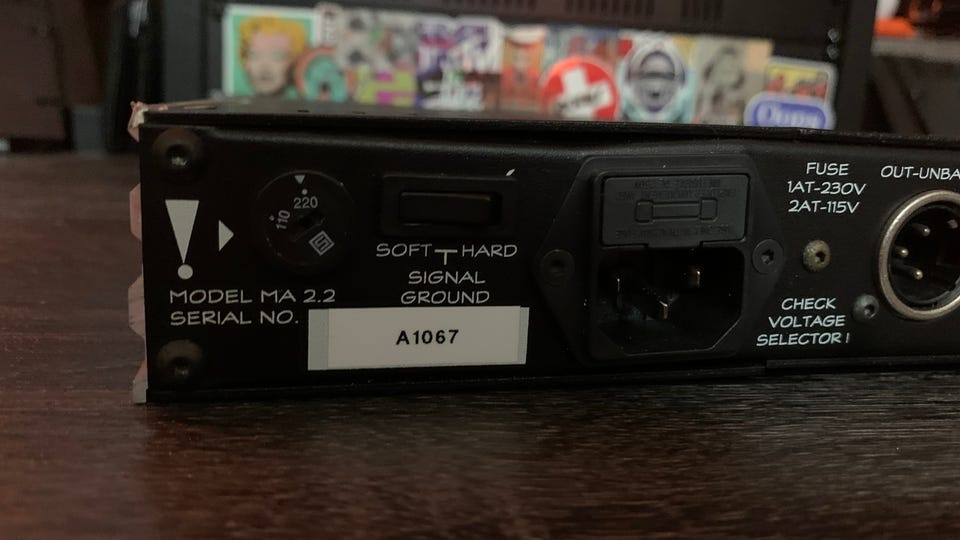 110
220
SOFT HARD
SIGNAL
GROUND
MODEL MA 2.2
SERIAL NO.
A1067
FUSE
1AT-230V
2AT-115V
CHECK
VOLTAGE
SELECTOR!
OUT-UNBA